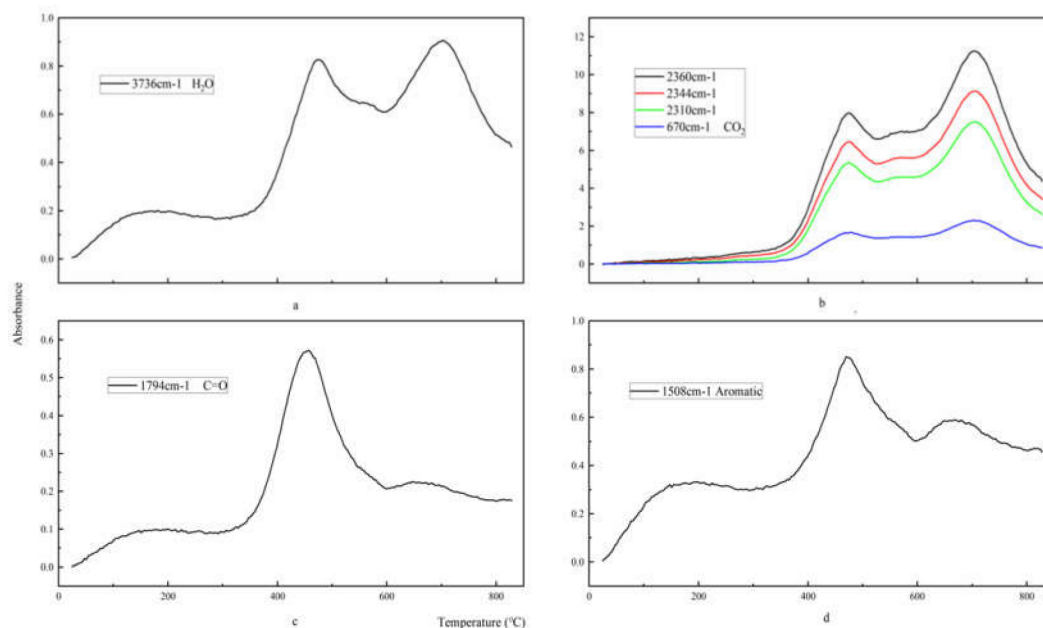 1.0
0.8
0.6
0.4
0.2
0.0
3736cm-1 H₂O
a
12
10
8
6
4
2
0
2360cm-1
2344cm-1
2310cm-1
670cm-1 CO₂
b
Absorbance
0.6
0.5
0.4
0.3
0.2
0.1
0.0
1794cm-1 C=O
0 200 400 600 800
c
Temperature (°C)
1.0
0.8
0.6
0.4
0.2
0.0
1508cm-1 Aromatic
0 200 400 600 800
d